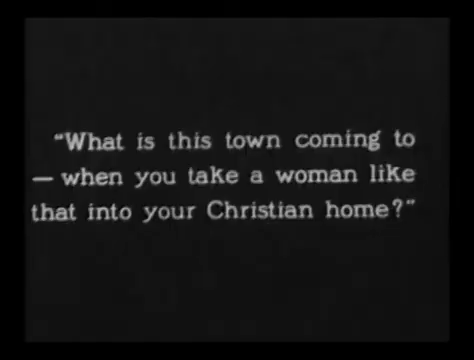 "What is this town coming to
— when you take a woman like
that into your Christian home?"